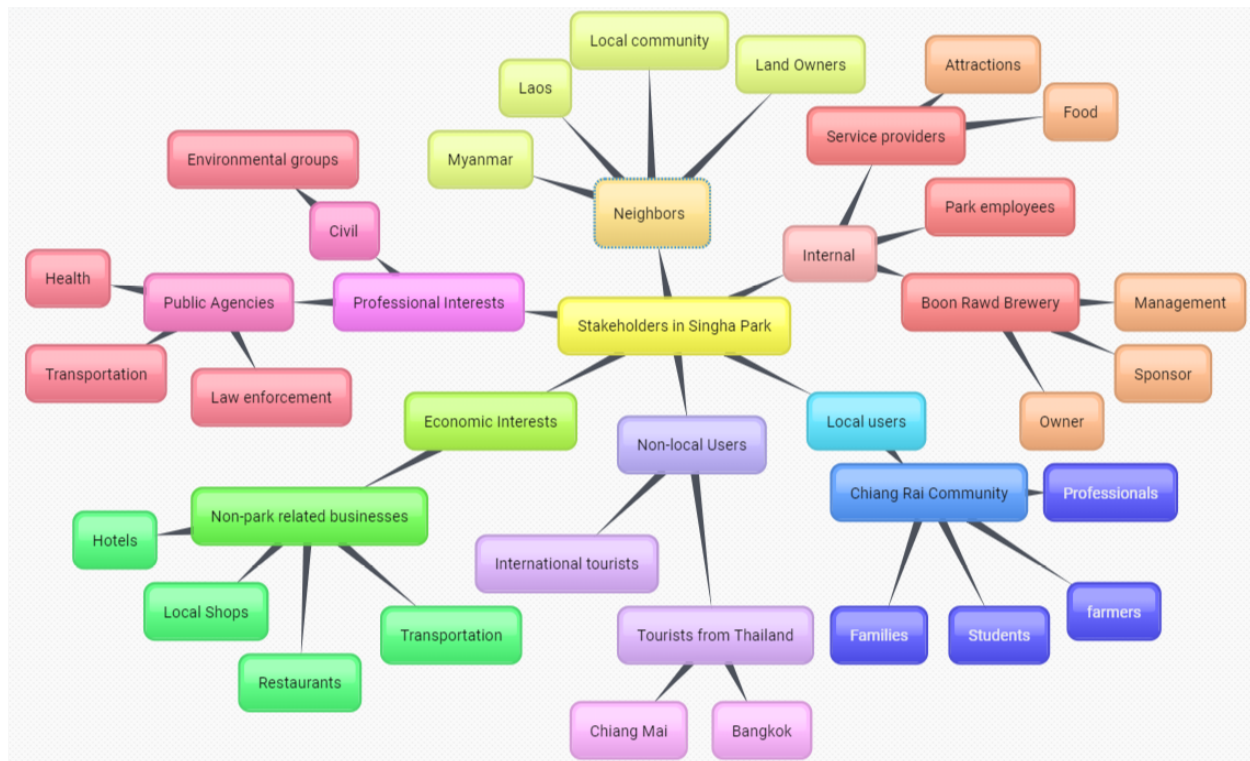 Local community
Land Owners
Attractions
Laos
Food
Service providers
Environmental groups
Myanmar
Park employees
Neighbors
Civil
Internal
Health
Public Agencies
Professional Interests
Boon Rawd Brewery
Management
Stakeholders in Singha Park
Transportation
Sponsor
Law enforcement
Economic Interests
Local users
Owner
Non-local Users
Chiang Rai Community
Professionals
Non-park related businesses
Hotels
International tourists
Local Shops
farmers
Transportation
Tourists from Thailand
Families
Students
Restaurants
Chiang Mai
Bangkok